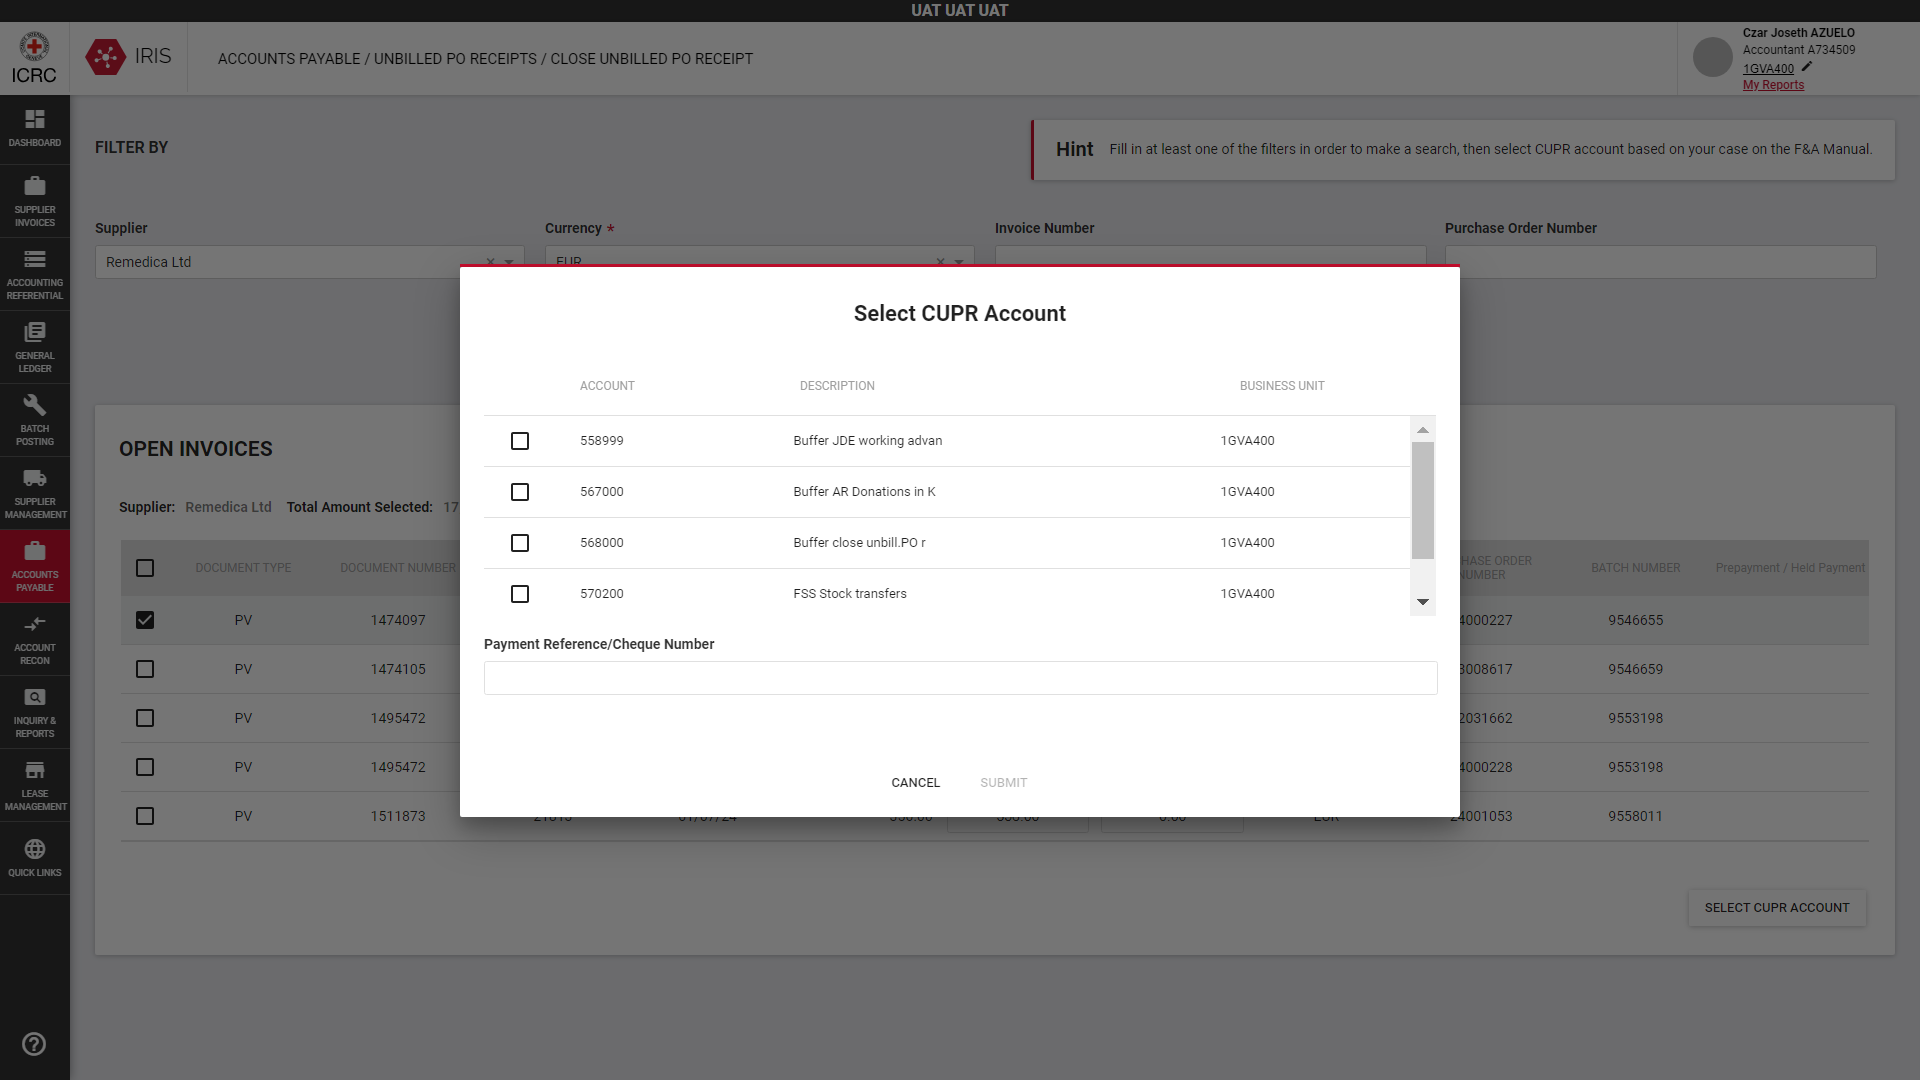 UAT UAT UAT
ICRC
IRIS
ACCOUNTS PAYABLE / UNBILLED PO RECEIPTS / CLOSE UNBILLED PO RECEIPT
Czar Joseth AZUELO
Accountant A734509
1GVA400
My Reports
DASHBOARD
SUPPLIER
INVOICES
ACCOUNTING
REFERENTIAL
GENERAL
LEDGER
BATCH
POSTING
SUPPLIER
MANAGEMENT
ACCOUNTS
PAYABLE
ACCOUNT
RECON
INQUIRY &
REPORTS
LEASE
MANAGEMENT
QUICK LINKS
FILTER BY
Hint Fill in at least one of the filters in order to make a search, then select CUPR account based on your case on the F&A Manual.
Supplier Currency * Invoice Number Purchase Order Number
Remedica Ltd EUR
Select CUPR Account
ACCOUNT DESCRIPTION BUSINESS UNIT
558999 Buffer JDE working advan 1GVA400
567000 Buffer AR Donations in K 1GVA400
568000 Buffer close unbill.PO r 1GVA400
570200 FSS Stock transfers 1GVA400
Payment Reference/Cheque Number
CANCEL SUBMIT
OPEN INVOICES
Supplier: Remedica Ltd Total Amount Selected: 17
DOCUMENT TYPE DOCUMENT NUMBER HASE ORDER NUMBER BATCH NUMBER Prepayment / Held Payment
PV 1474097 4000227 9546655
PV 1474105 3008617 9546659
PV 1495472 2031662 9553198
PV 1495472 4000228 9553198
PV 1511873 21615 01/07/24 EUR 24001053 9558011
SELECT CUPR ACCOUNT